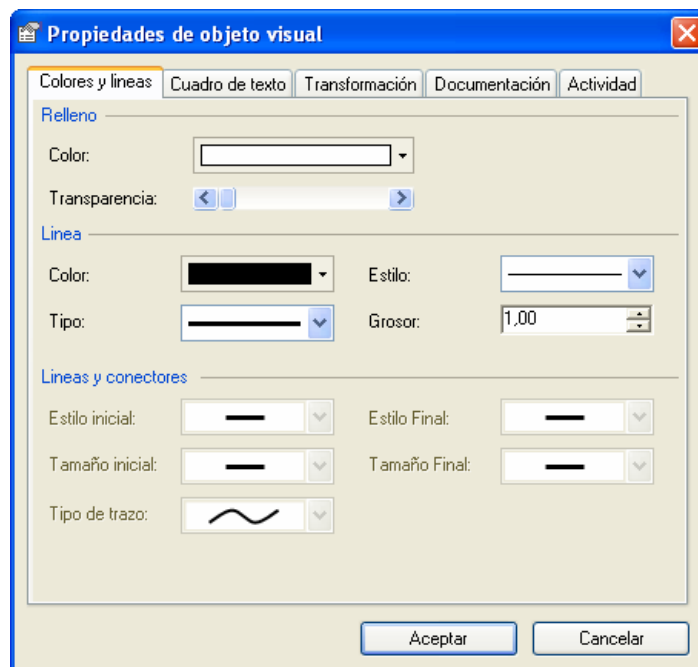 Propiedades de objeto visual
Colores y lineas Cuadro de texto Transformación Documentación Actividad
Relleno
Color:
Transparencia:
Linea
Color: Estilo:
Tipo: Grosor: 1,00
Lineas y conectores
Estilo inicial: Estilo Final:
Tamaño inicial: Tamaño Final:
Tipo de trazo:
Aceptar Cancelar